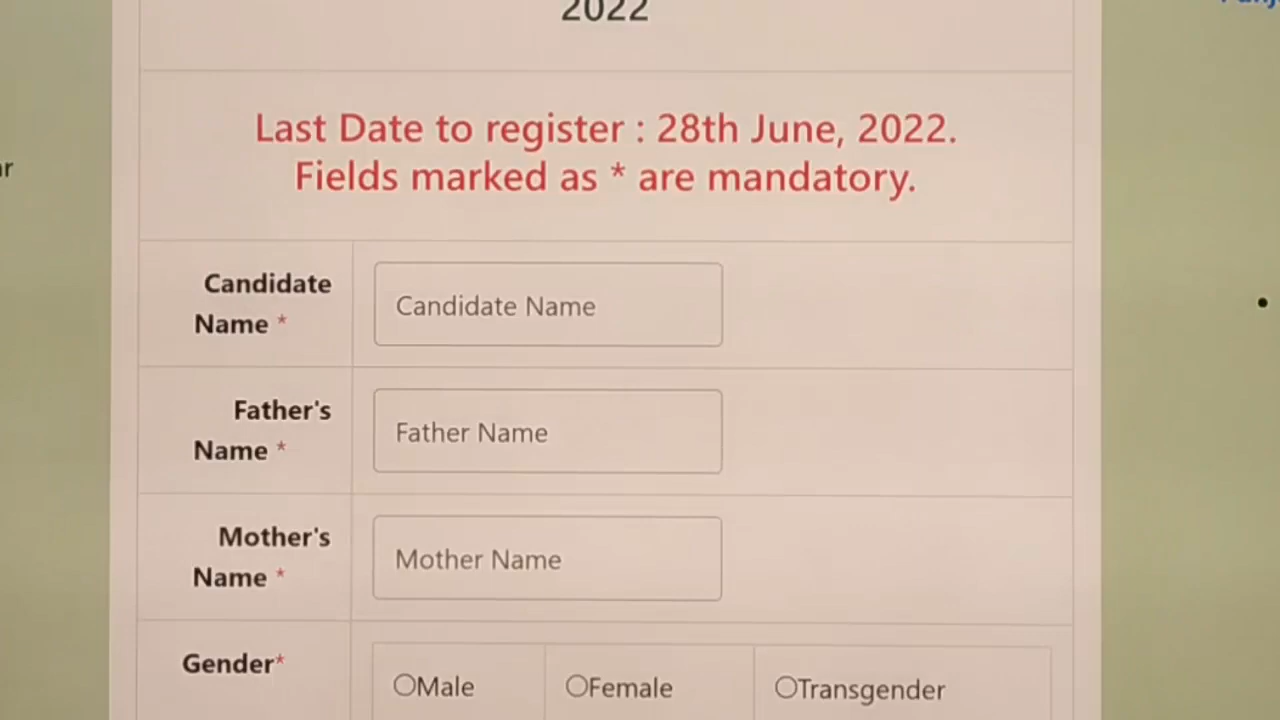 2022
Last Date to register : 28th June, 2022.
Fields marked as * are mandatory.
Candidate
Name *
Candidate Name
Father's
Name *
Father Name
Mother's
Name *
Mother Name
Gender*
Male
Female
Transgender